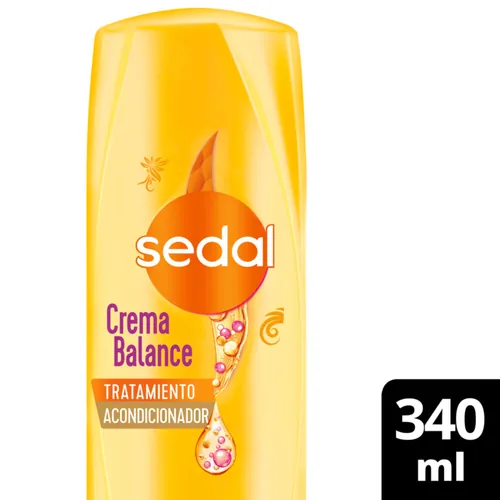 sedal
Crema
Balance
TRATAMIENTO
ACONDICIONADOR
340
ml